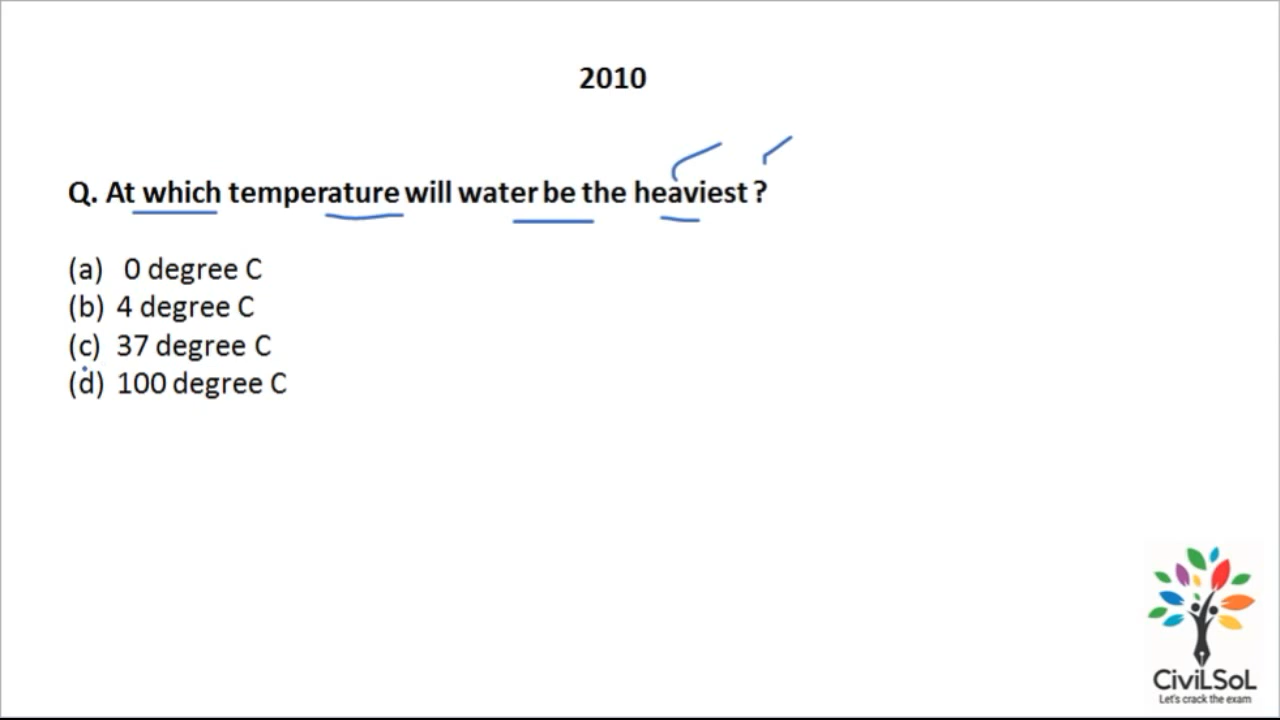 2010
Q. At which temperature will water be the heaviest ?
(a) 0 degree C
(b) 4 degree C
(c) 37 degree C
(d) 100 degree C
CiviLSoL
Let's crack the exam